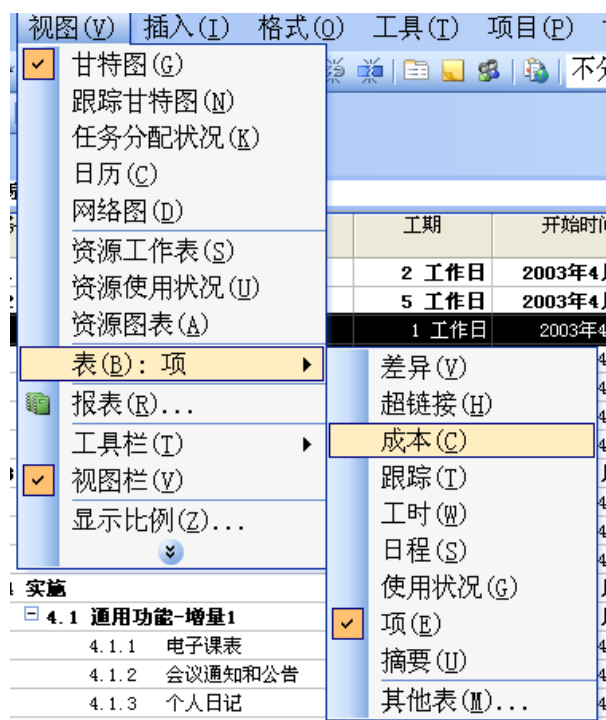 视图(V) 插入(I) 格式(O) 工具(T) 项目(P)
甘特图(G)
跟踪甘特图(N)
任务分配状况(K)
日历(C)
网络图(D)
资源工作表(S)
资源使用状况(U)
资源图表(A)
表(B): 项
报表(R)...
工具栏(T)
视图栏(V)
显示比例(Z)...
工期 开始时间
2 工作日 2003年4月
5 工作日 2003年4月
1 工作日 2003年4
差异(V)
超链接(H)
成本(C)
跟踪(T)
工时(W)
日程(S)
使用状况(G)
项(E)
摘要(U)
其他表(M)...
实施
4.1 通用功能-增量1
4.1.1 电子课表
4.1.2 会议通知和公告
4.1.3 个人日记